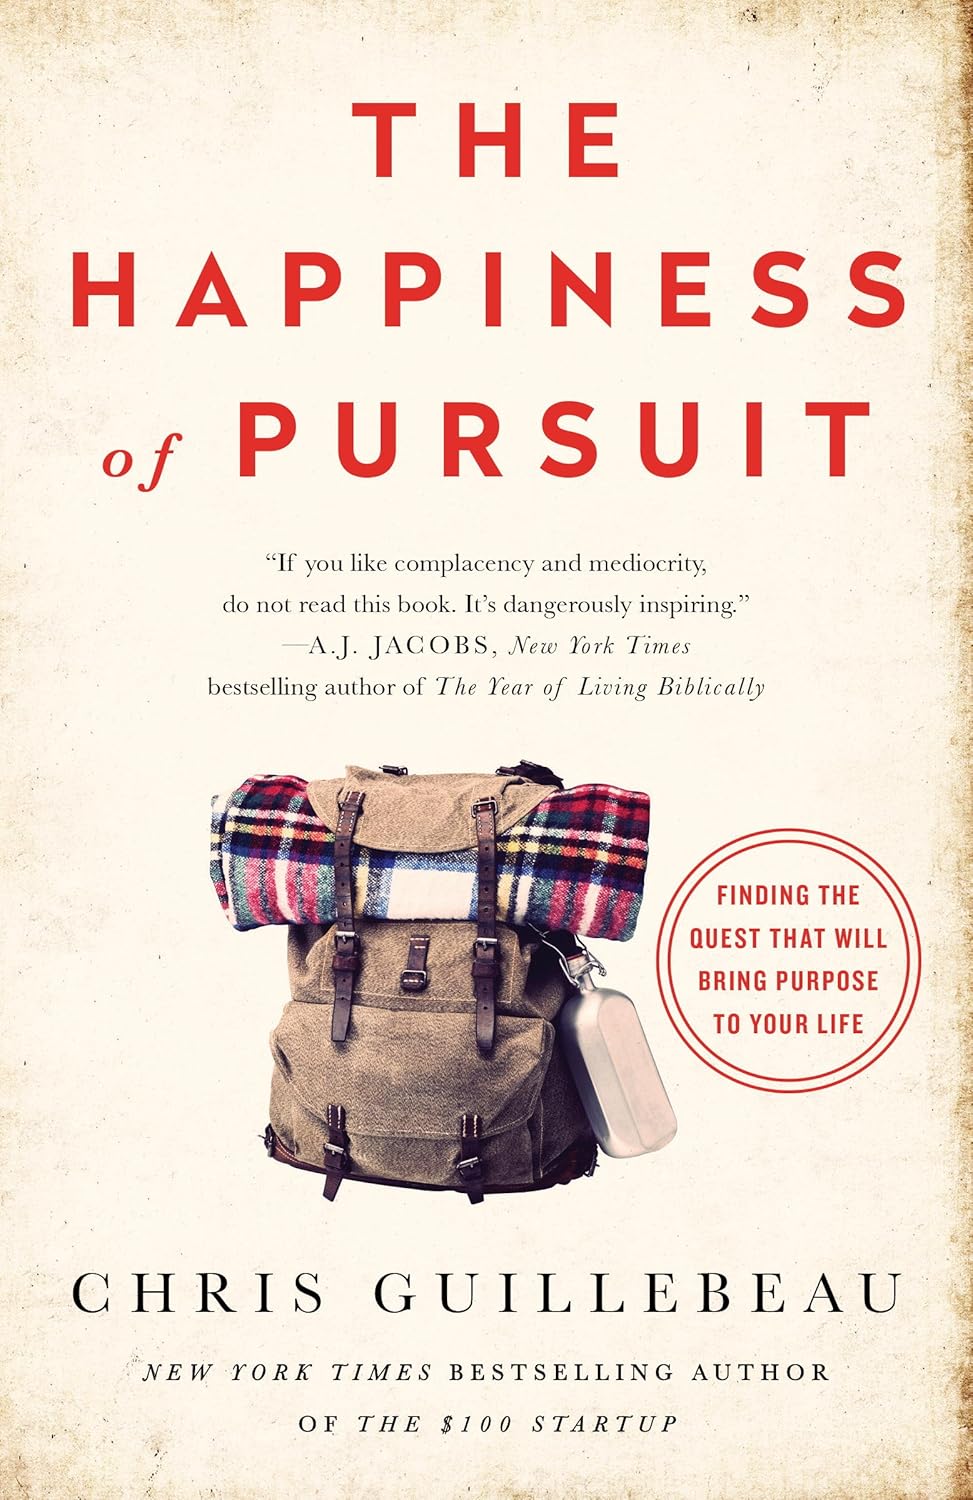 THE
HAPPINESS
of PURSUIT
“If you like complacency and mediocrity,
do not read this book. It’s dangerously inspiring.”
—A.J. JACOBS, New York Times
bestselling author of The Year of Living Biblically
FINDING THE
QUEST THAT WILL
BRING PURPOSE
TO YOUR LIFE
CHRIS GUILLEBEAU
NEW YORK TIMES BESTSELLING AUTHOR
OF THE $100 STARTUP